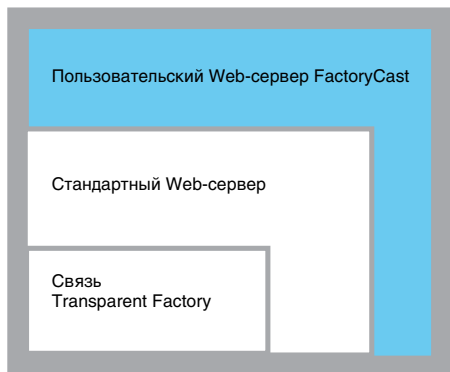 Пользовательский Web-сервер FactoryCast
Стандартный Web-сервер
Связь
Transparent Factory